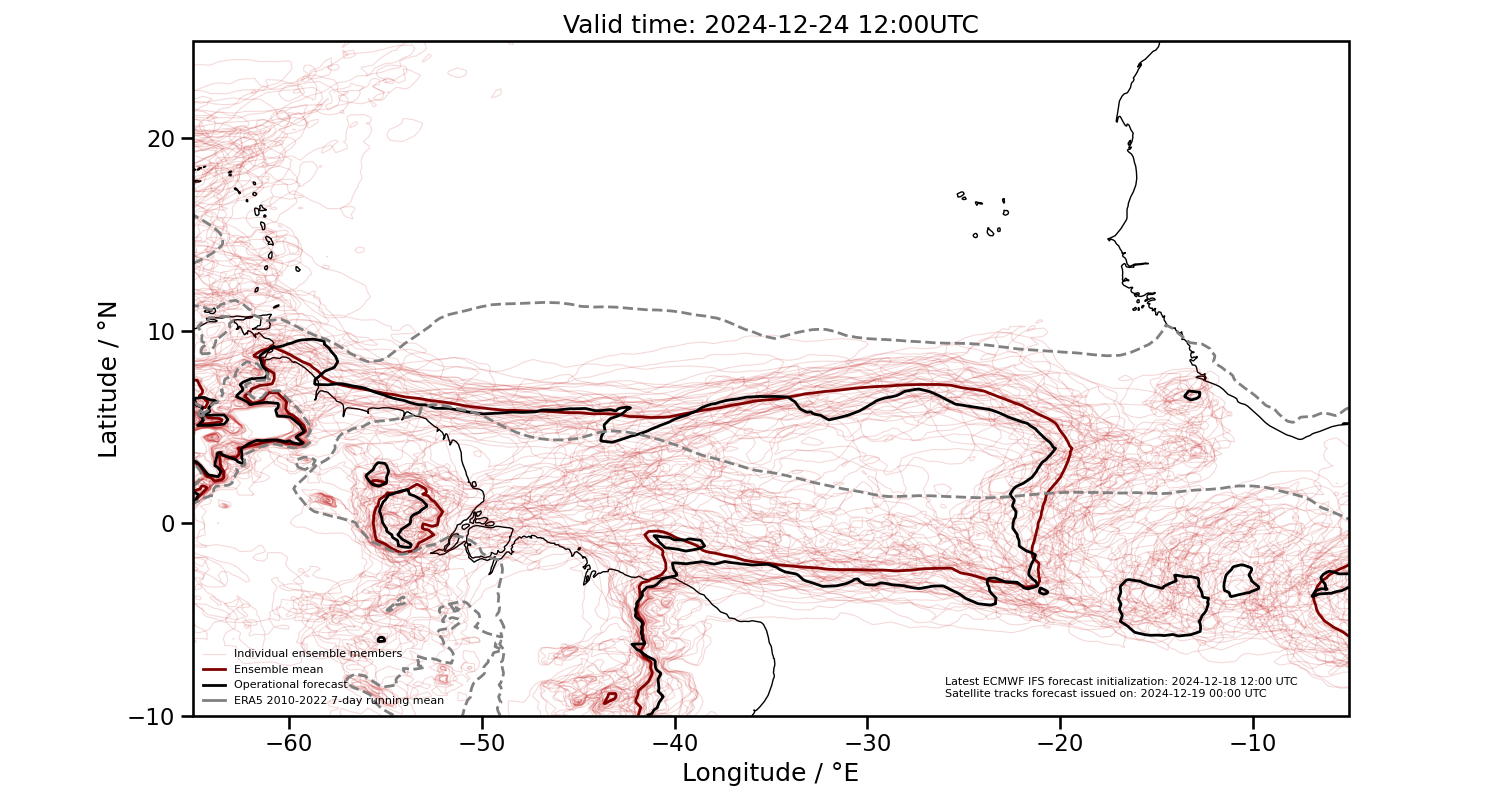 Valid time: 2024-12-24 12:00UTC
20
10
0
−10
Latitude / °N
Individual ensemble members
Ensemble mean
Operational forecast
ERA5 2010-2022 7-day running mean
Latest ECMWF IFS forecast initialization: 2024-12-18 12:00 UTC
Satellite tracks forecast issued on: 2024-12-19 00:00 UTC
−60 −50 −40 −30 −20 −10
Longitude / °E